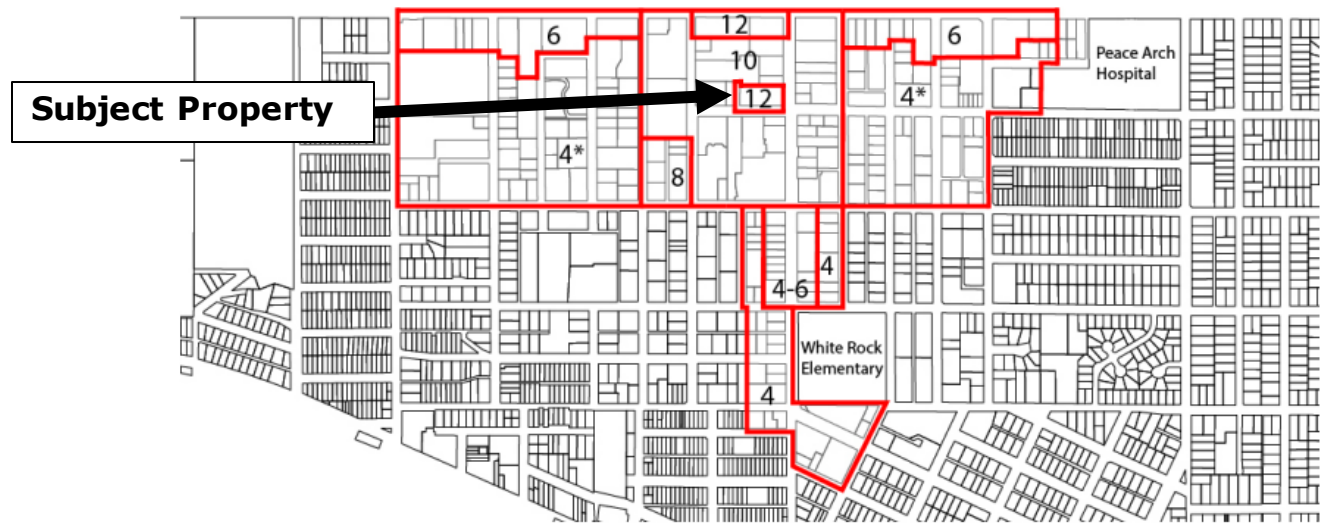 6
12
6
10
Peace Arch
Hospital
Subject Property
12
4*
4*
8
4
4-6
White Rock
Elementary
4